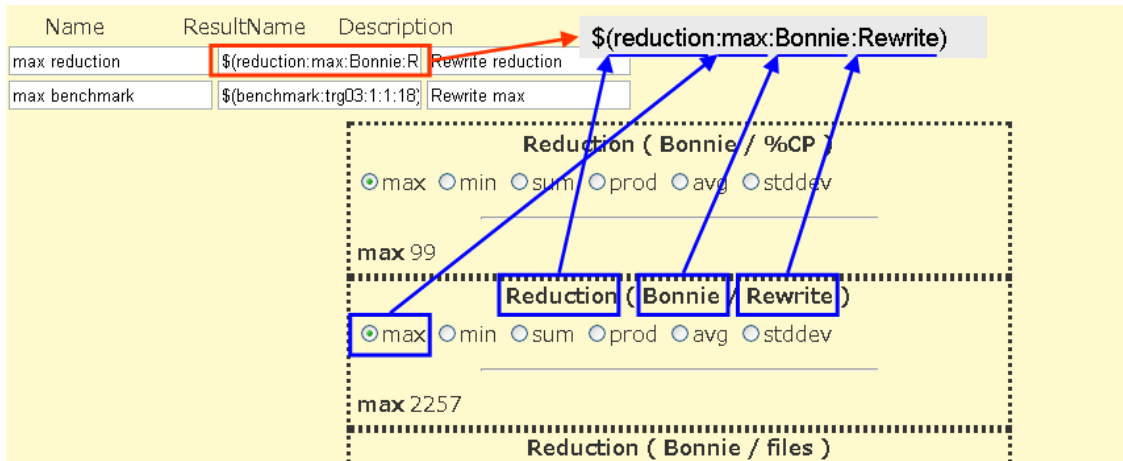 Name ResultName Description
$(reduction:max:Bonnie:Rewrite)
max reduction $(reduction:max:Bonnie:R Rewrite reduction
max benchmark $(benchmark:trg03:1:1:18) Rewrite max
Reduction ( Bonnie / %CP )
max min sum prod avg stddev
max 99
Reduction ( Bonnie / Rewrite )
max min sum prod avg stddev
max 2257
Reduction ( Bonnie / files )